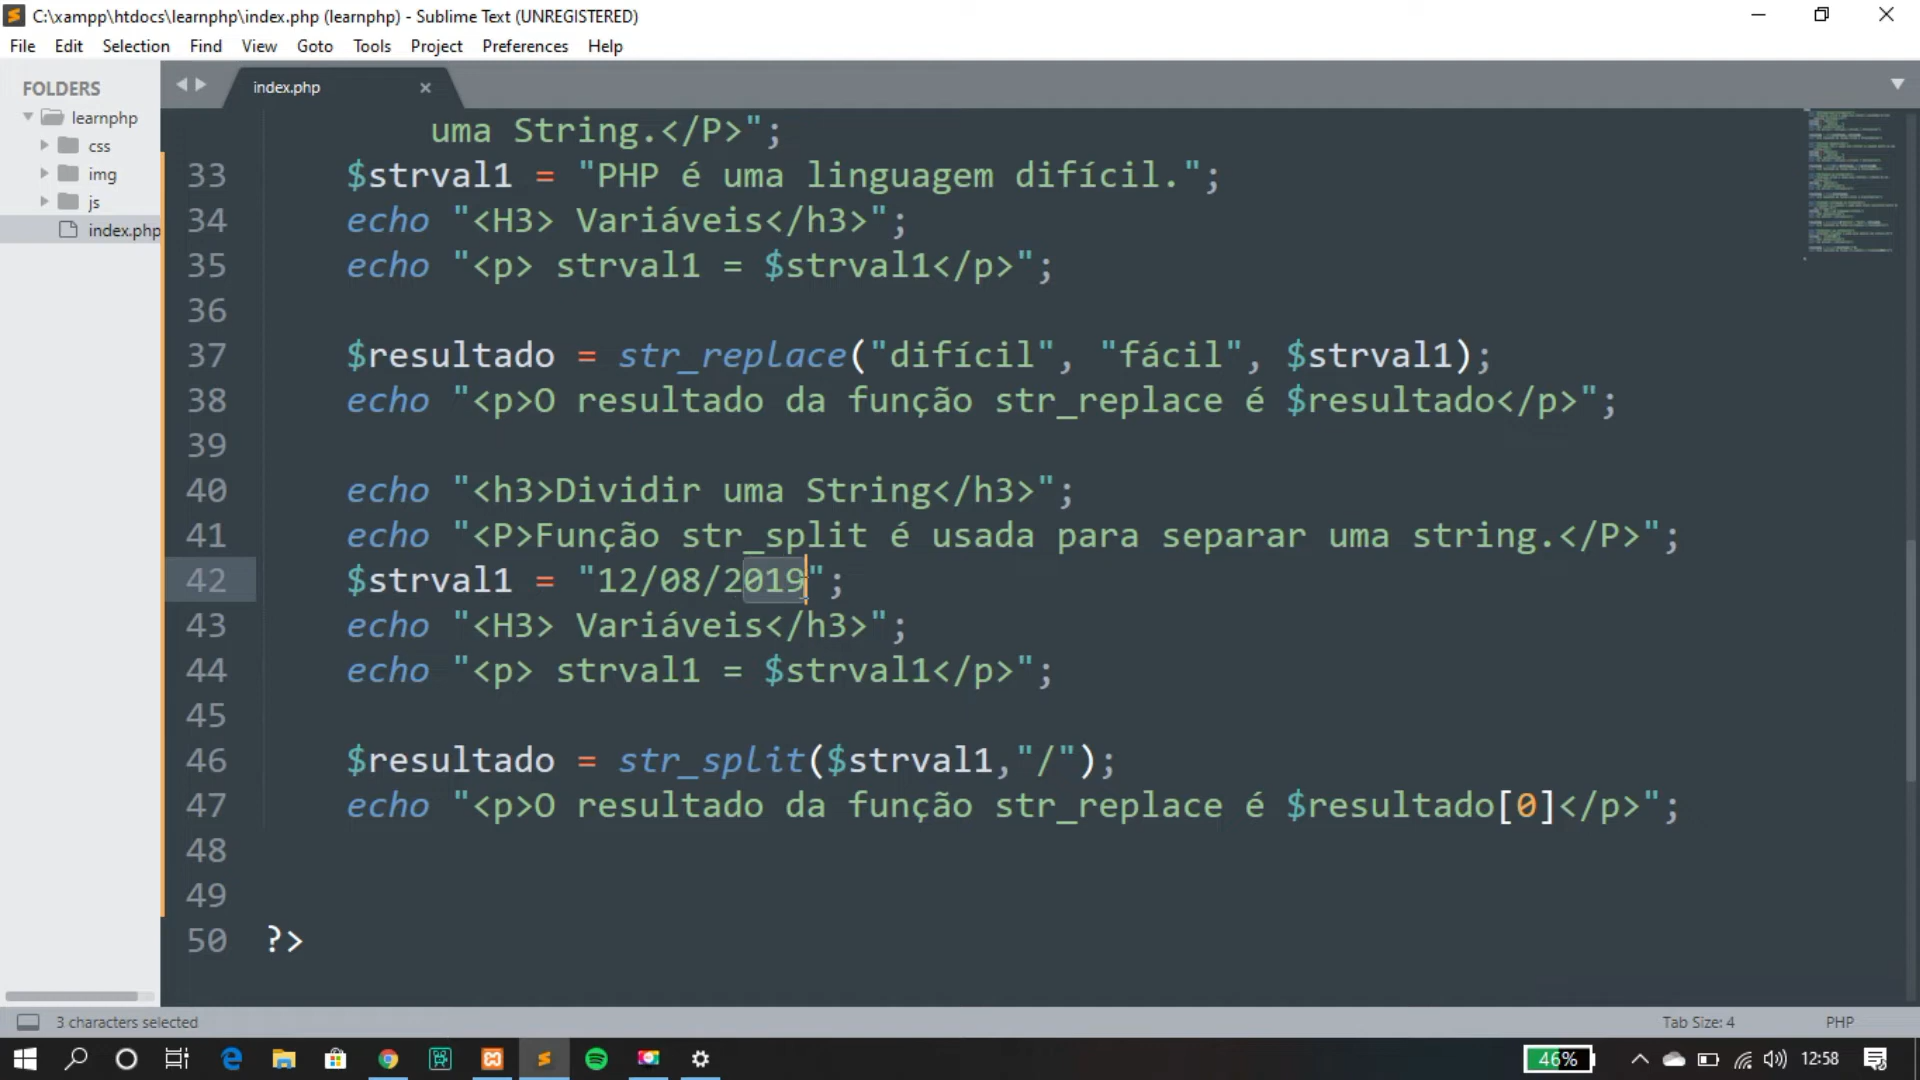 C:\xampp\htdocs\learnphp\index.php (learnphp) - Sublime Text (UNREGISTERED)
File Edit Selection Find View Goto Tools Project Preferences Help
FOLDERS
learnphp
css
img
js
index.php
index.php
uma String.</P>";
33 $strval1 = "PHP é uma linguagem difícil.";
34 echo "<H3> Variáveis</h3>";
35 echo "<p> strval1 = $strval1</p>";
36
37 $resultado = str_replace("difícil", "fácil", $strval1);
38 echo "<p>O resultado da função str_replace é $resultado</p>";
39
40 echo "<h3>Dividir uma String</h3>";
41 echo "<P>Função str_split é usada para separar uma string.</P>";
42 $strval1 = "12/08/2019";
43 echo "<H3> Variáveis</h3>";
44 echo "<p> strval1 = $strval1</p>";
45
46 $resultado = str_split($strval1,"/");
47 echo "<p>O resultado da função str_replace é $resultado[0]</p>";
48
49
50 ?>
3 characters selected
Tab Size: 4
PHP
46%
12:58